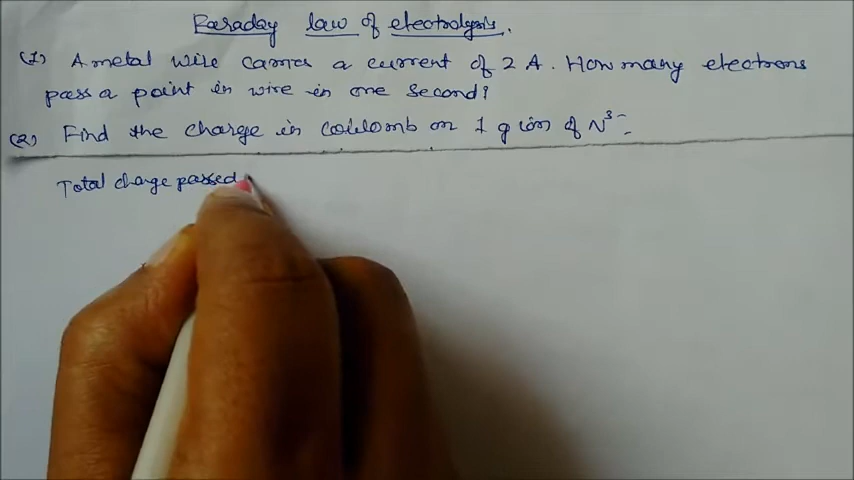 Faraday law of electrolysis.
(1) A metal wire carries a current of 2 A. How many electrons
pass a point in wire in one second?
(2) Find the charge in coulomb on 1 g ion of N³⁻
Total charge passed